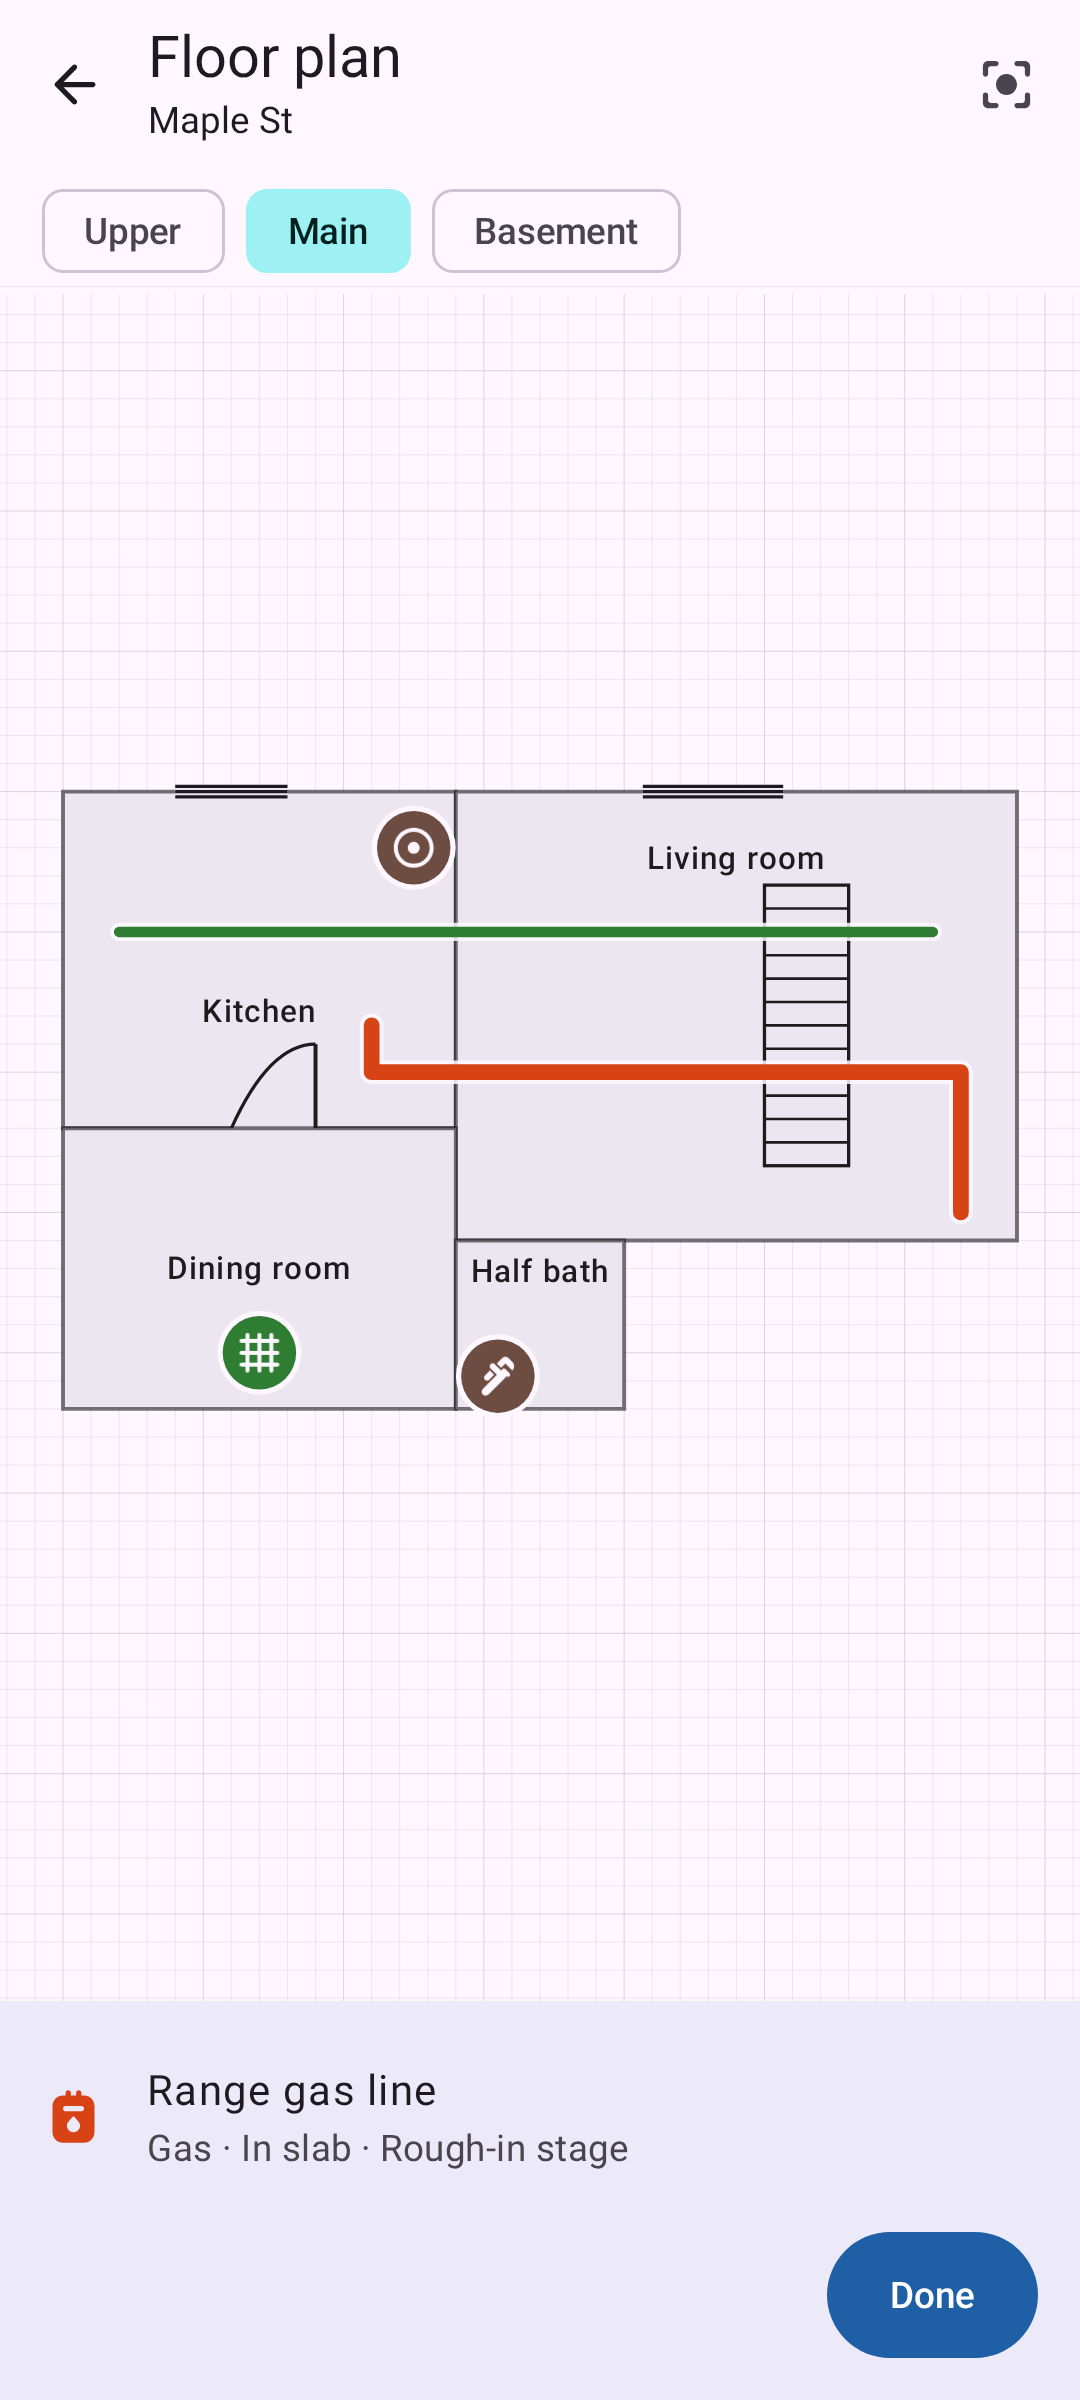 Floor plan
Maple St
Upper
Main
Basement
Living room
Kitchen
Dining room
Half bath
Range gas line
Gas · In slab · Rough-in stage
Done